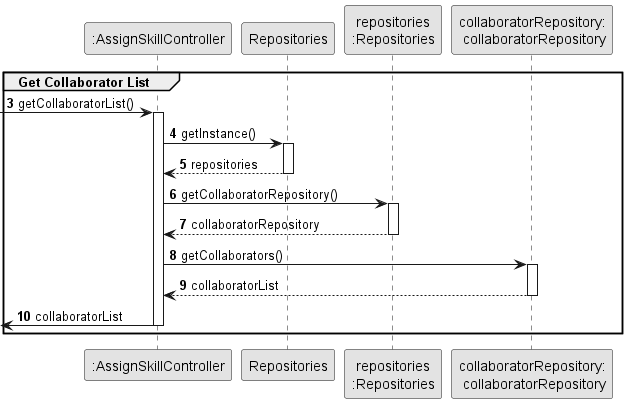 :AssignSkillController
Repositories
repositories
:Repositories
collaboratorRepository:
collaboratorRepository
Get Collaborator List
3 getCollaboratorList()
4 getInstance()
5 repositories
6 getCollaboratorRepository()
7 collaboratorRepository
8 getCollaborators()
9 collaboratorList
10 collaboratorList
:AssignSkillController
Repositories
repositories
:Repositories
collaboratorRepository:
collaboratorRepository